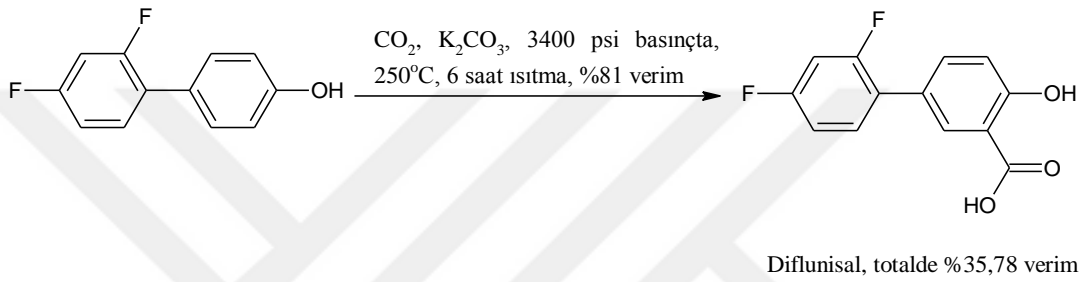 F
F
OH
CO₂, K₂CO₃, 3400 psi basınçta,
250°C, 6 saat ısıtma, %81 verim
F
F
OH
O
HO
Diflunisal, totalde %35,78 verim